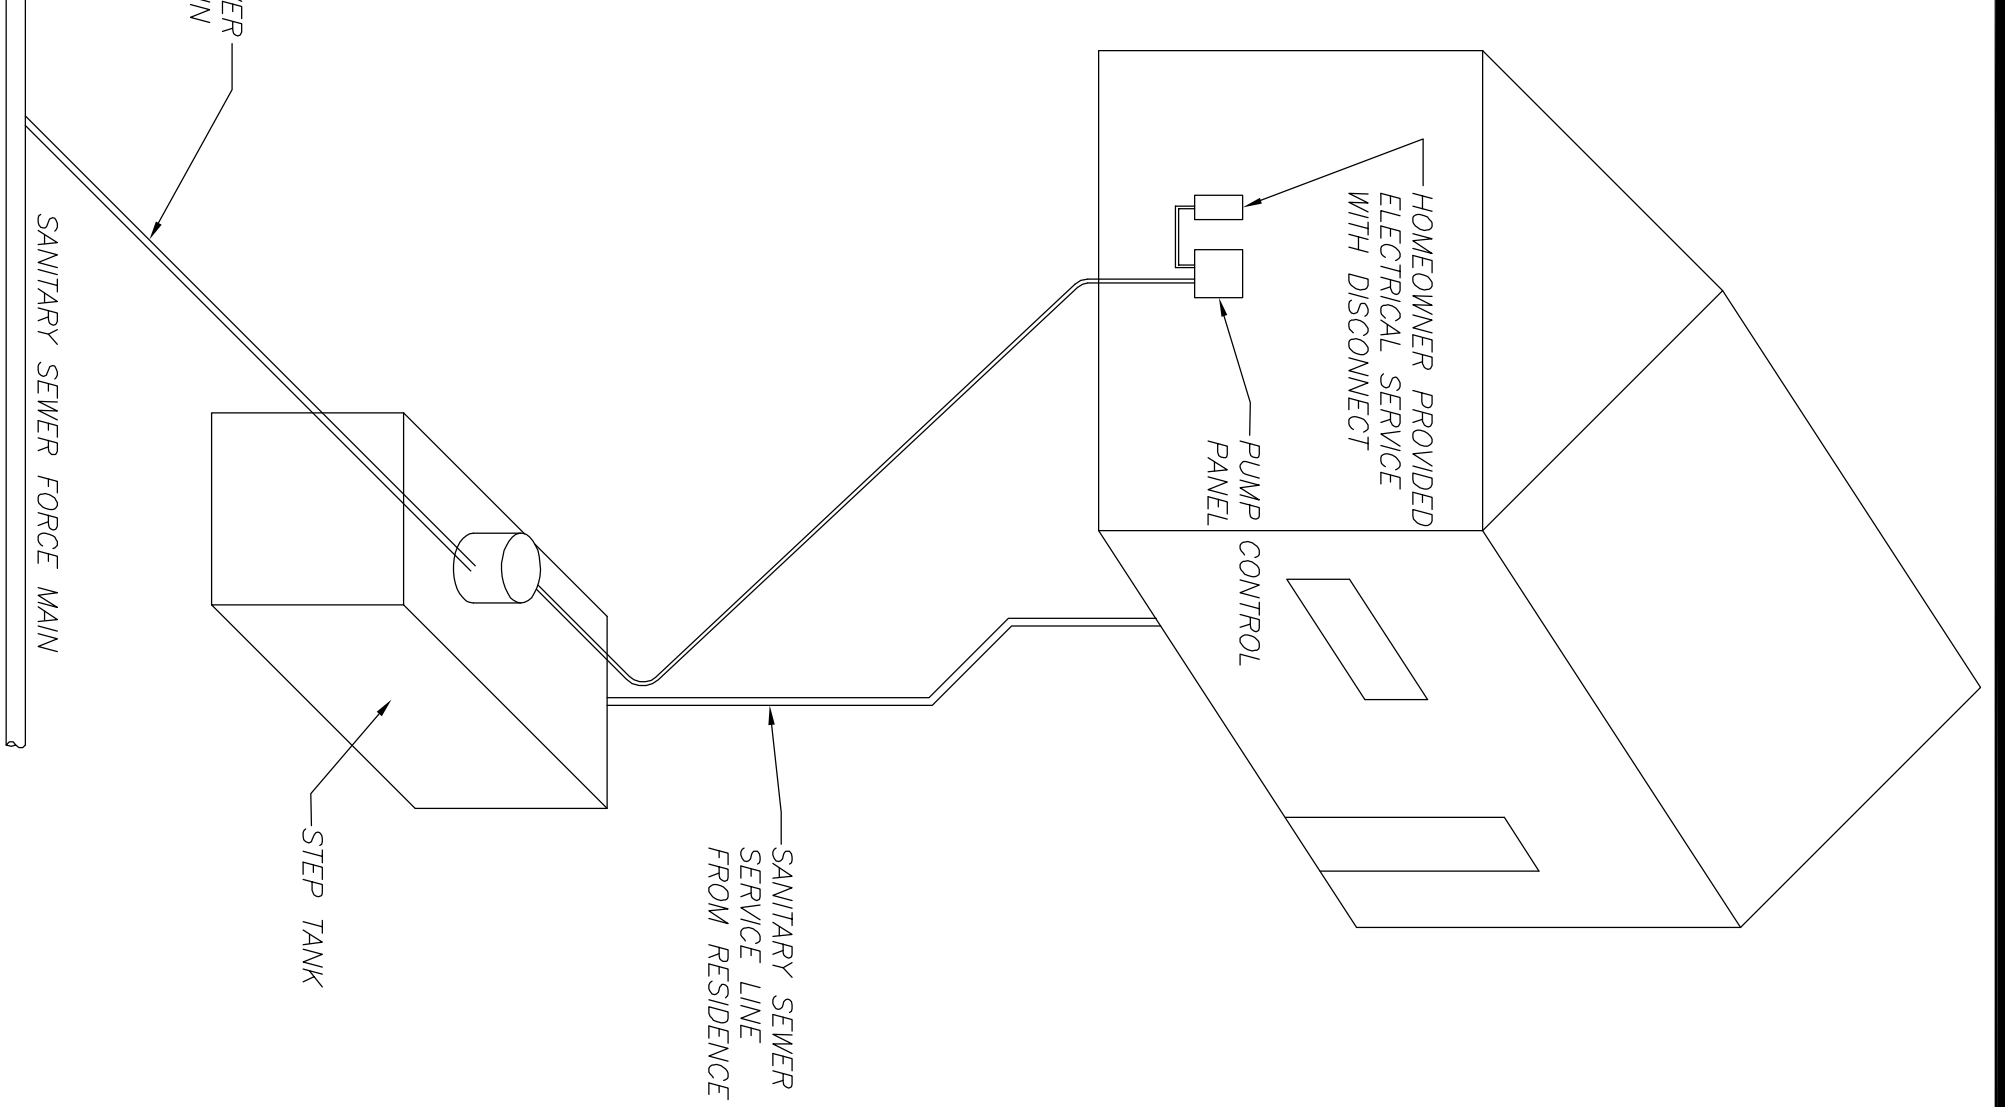 HOMEOWNER PROVIDED
ELECTRICAL SERVICE
WITH DISCONNECT
PUMP CONTROL
PANEL
SANITARY SEWER
SERVICE LINE
FROM RESIDENCE
STEP TANK
SANITARY SEWER FORCE MAIN